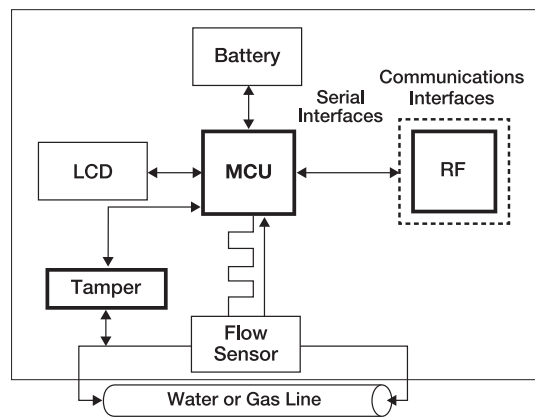 Battery
Communications
Interfaces
Serial
Interfaces
LCD
MCU
RF
Tamper
Flow
Sensor
Water or Gas Line